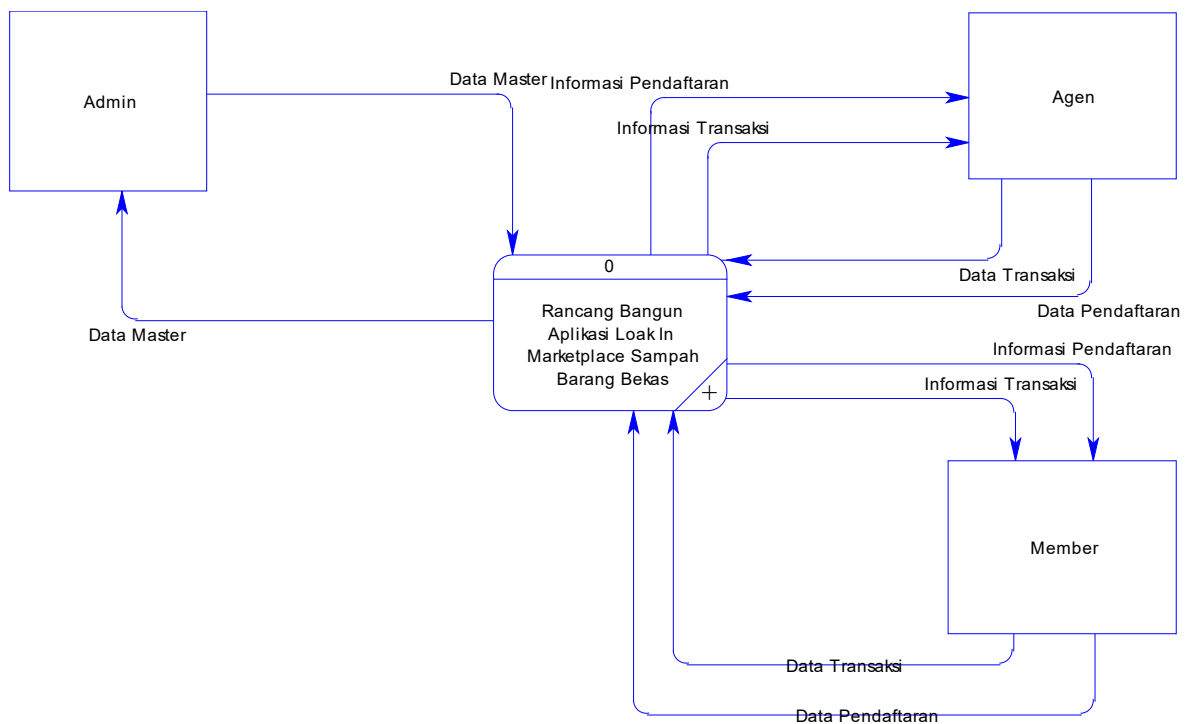 Data Master
Informasi Pendaftaran
Admin
Agen
Informasi Transaksi
0
Data Transaksi
Rancang Bangun
Aplikasi Loak In
Marketplace Sampah
Barang Bekas
+
Data Pendaftaran
Data Master
Informasi Pendaftaran
Informasi Transaksi
Member
Data Transaksi
Data Pendaftaran